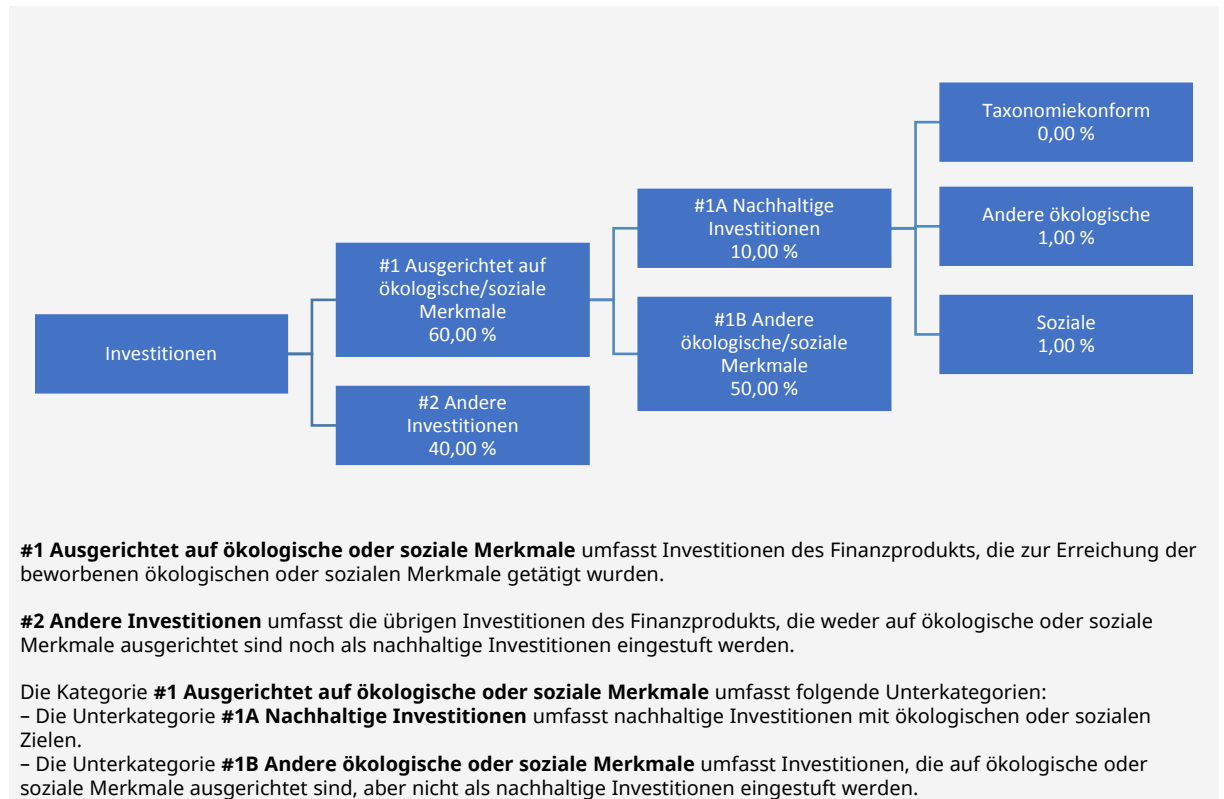 Investitionen
#1 Ausgerichtet auf
ökologische/soziale
Merkmale
60,00 %
#2 Andere
Investitionen
40,00 %
#1A Nachhaltige
Investitionen
10,00 %
#1B Andere
ökologische/soziale
Merkmale
50,00 %
Taxonomiekonform
0,00 %
Andere ökologische
1,00 %
Soziale
1,00 %
#1 Ausgerichtet auf ökologische oder soziale Merkmale umfasst Investitionen des Finanzprodukts, die zur Erreichung der
beworbenen ökologischen oder sozialen Merkmale getätigt wurden.
#2 Andere Investitionen umfasst die übrigen Investitionen des Finanzprodukts, die weder auf ökologische oder soziale
Merkmale ausgerichtet sind noch als nachhaltige Investitionen eingestuft werden.
Die Kategorie #1 Ausgerichtet auf ökologische oder soziale Merkmale umfasst folgende Unterkategorien:
– Die Unterkategorie #1A Nachhaltige Investitionen umfasst nachhaltige Investitionen mit ökologischen oder sozialen
Zielen.
– Die Unterkategorie #1B Andere ökologische oder soziale Merkmale umfasst Investitionen, die auf ökologische oder
soziale Merkmale ausgerichtet sind, aber nicht als nachhaltige Investitionen eingestuft werden.